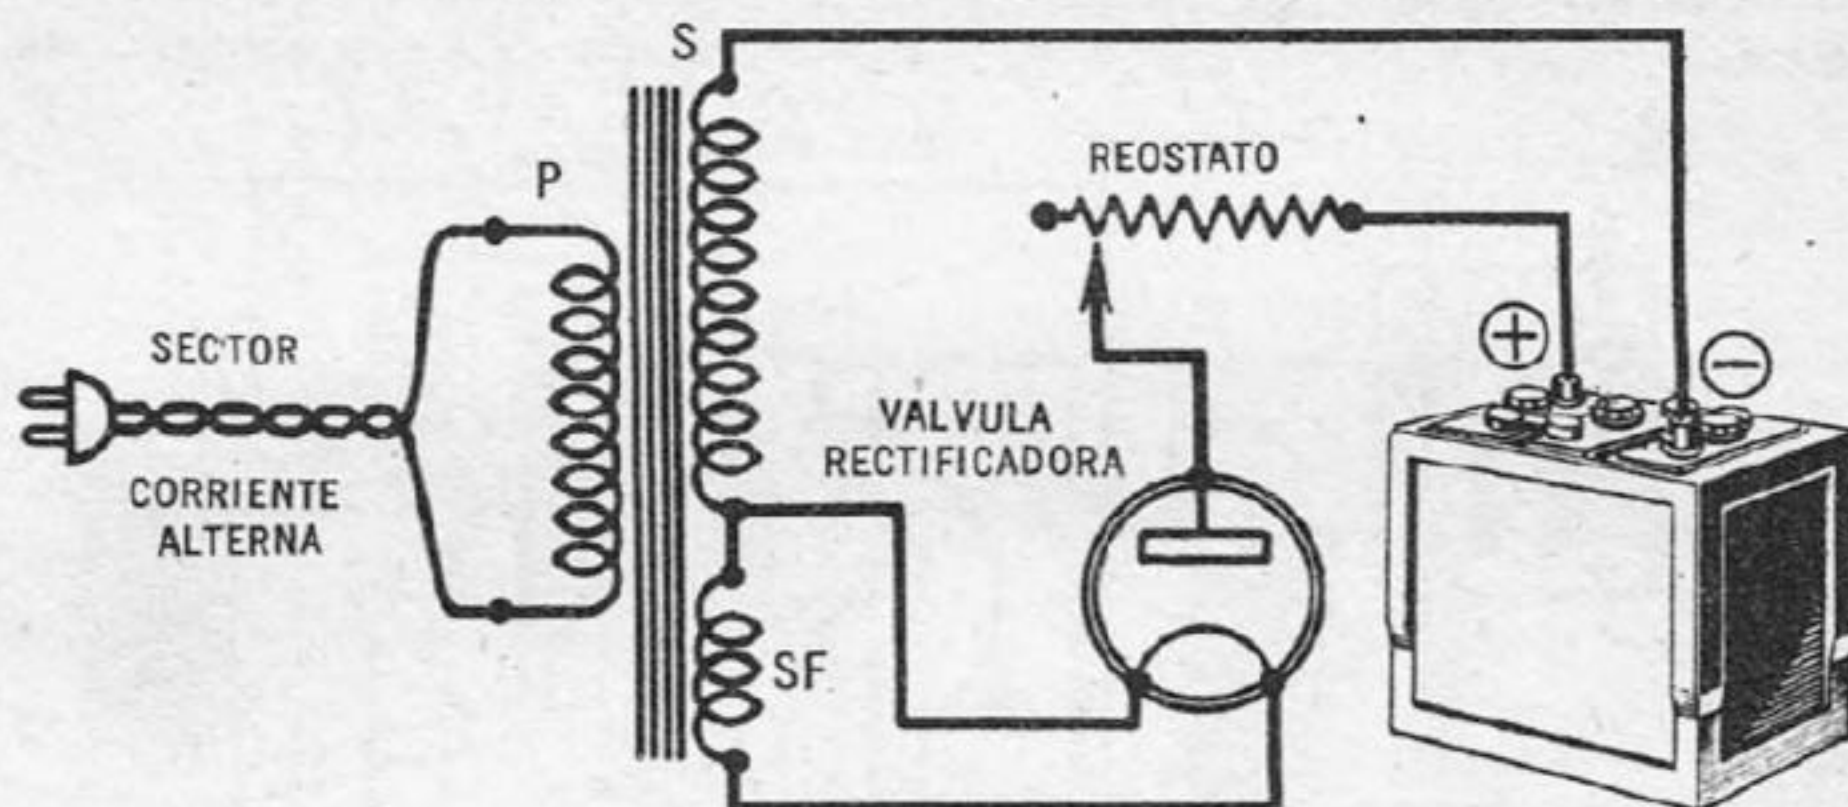 S
P
REOSTATO
SECTOR
+
−
VALVULA
RECTIFICADORA
CORRIENTE
ALTERNA
SF